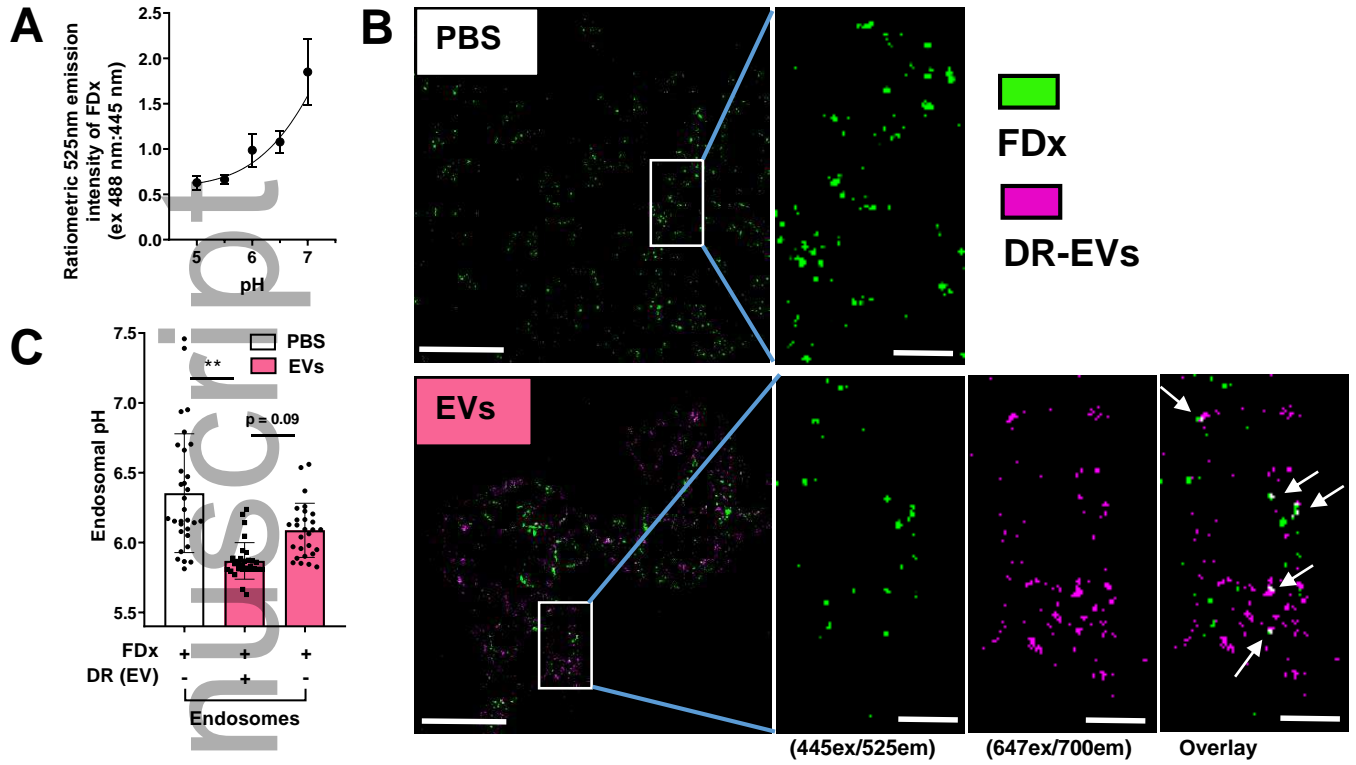 A
Ratiometric 525nm emission
intensity of FDx
(ex 488 nm:445 nm)
2.5
2.0
1.5
1.0
0.5
0.0
5 6 7
pH
B
PBS
FDx
DR-EVs
EVs
(445ex/525em) (647ex/700em) Overlay
C
Endosomal pH
7.5
7.0
6.5
6.0
5.5
PBS
EVs
**
p = 0.09
FDx + + +
DR (EV) - + -
Endosomes
nuscript